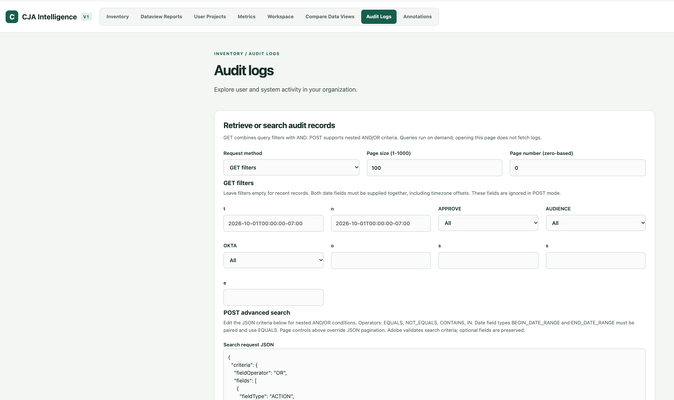 C CJA Intelligence V1 Inventory Dataview Reports User Projects Metrics Workspace Compare Data Views Audit Logs Annotations
INVENTORY / AUDIT LOGS
Audit logs
Explore user and system activity in your organization.
Retrieve or search audit records
GET combines query filters with AND. POST supports nested AND/OR criteria. Queries run on demand; opening this page does not fetch logs.
Request method Page size (1-1000) Page number (zero-based)
GET filters 100 0
GET filters
Leave filters empty for recent records. Both date fields must be supplied together, including timezone offsets. These fields are ignored in POST mode.
t n APPROVE AUDIENCE
2026-10-01T00:00:00-07:00 2026-10-01T00:00:00-07:00 All All
OKTA o s s
All
e
POST advanced search
Edit the JSON criteria below for nested AND/OR conditions. Operators: EQUALS, NOT_EQUALS, CONTAINS, IN. Date field types BEGIN_DATE_RANGE and END_DATE_RANGE must be
paired and use EQUALS. Page controls above override JSON pagination. Adobe validates search criteria; optional fields are preserved.
Search request JSON
{
"criteria": {
"fieldOperator": "OR",
"fields": [
{
"fieldType": "ACTION",